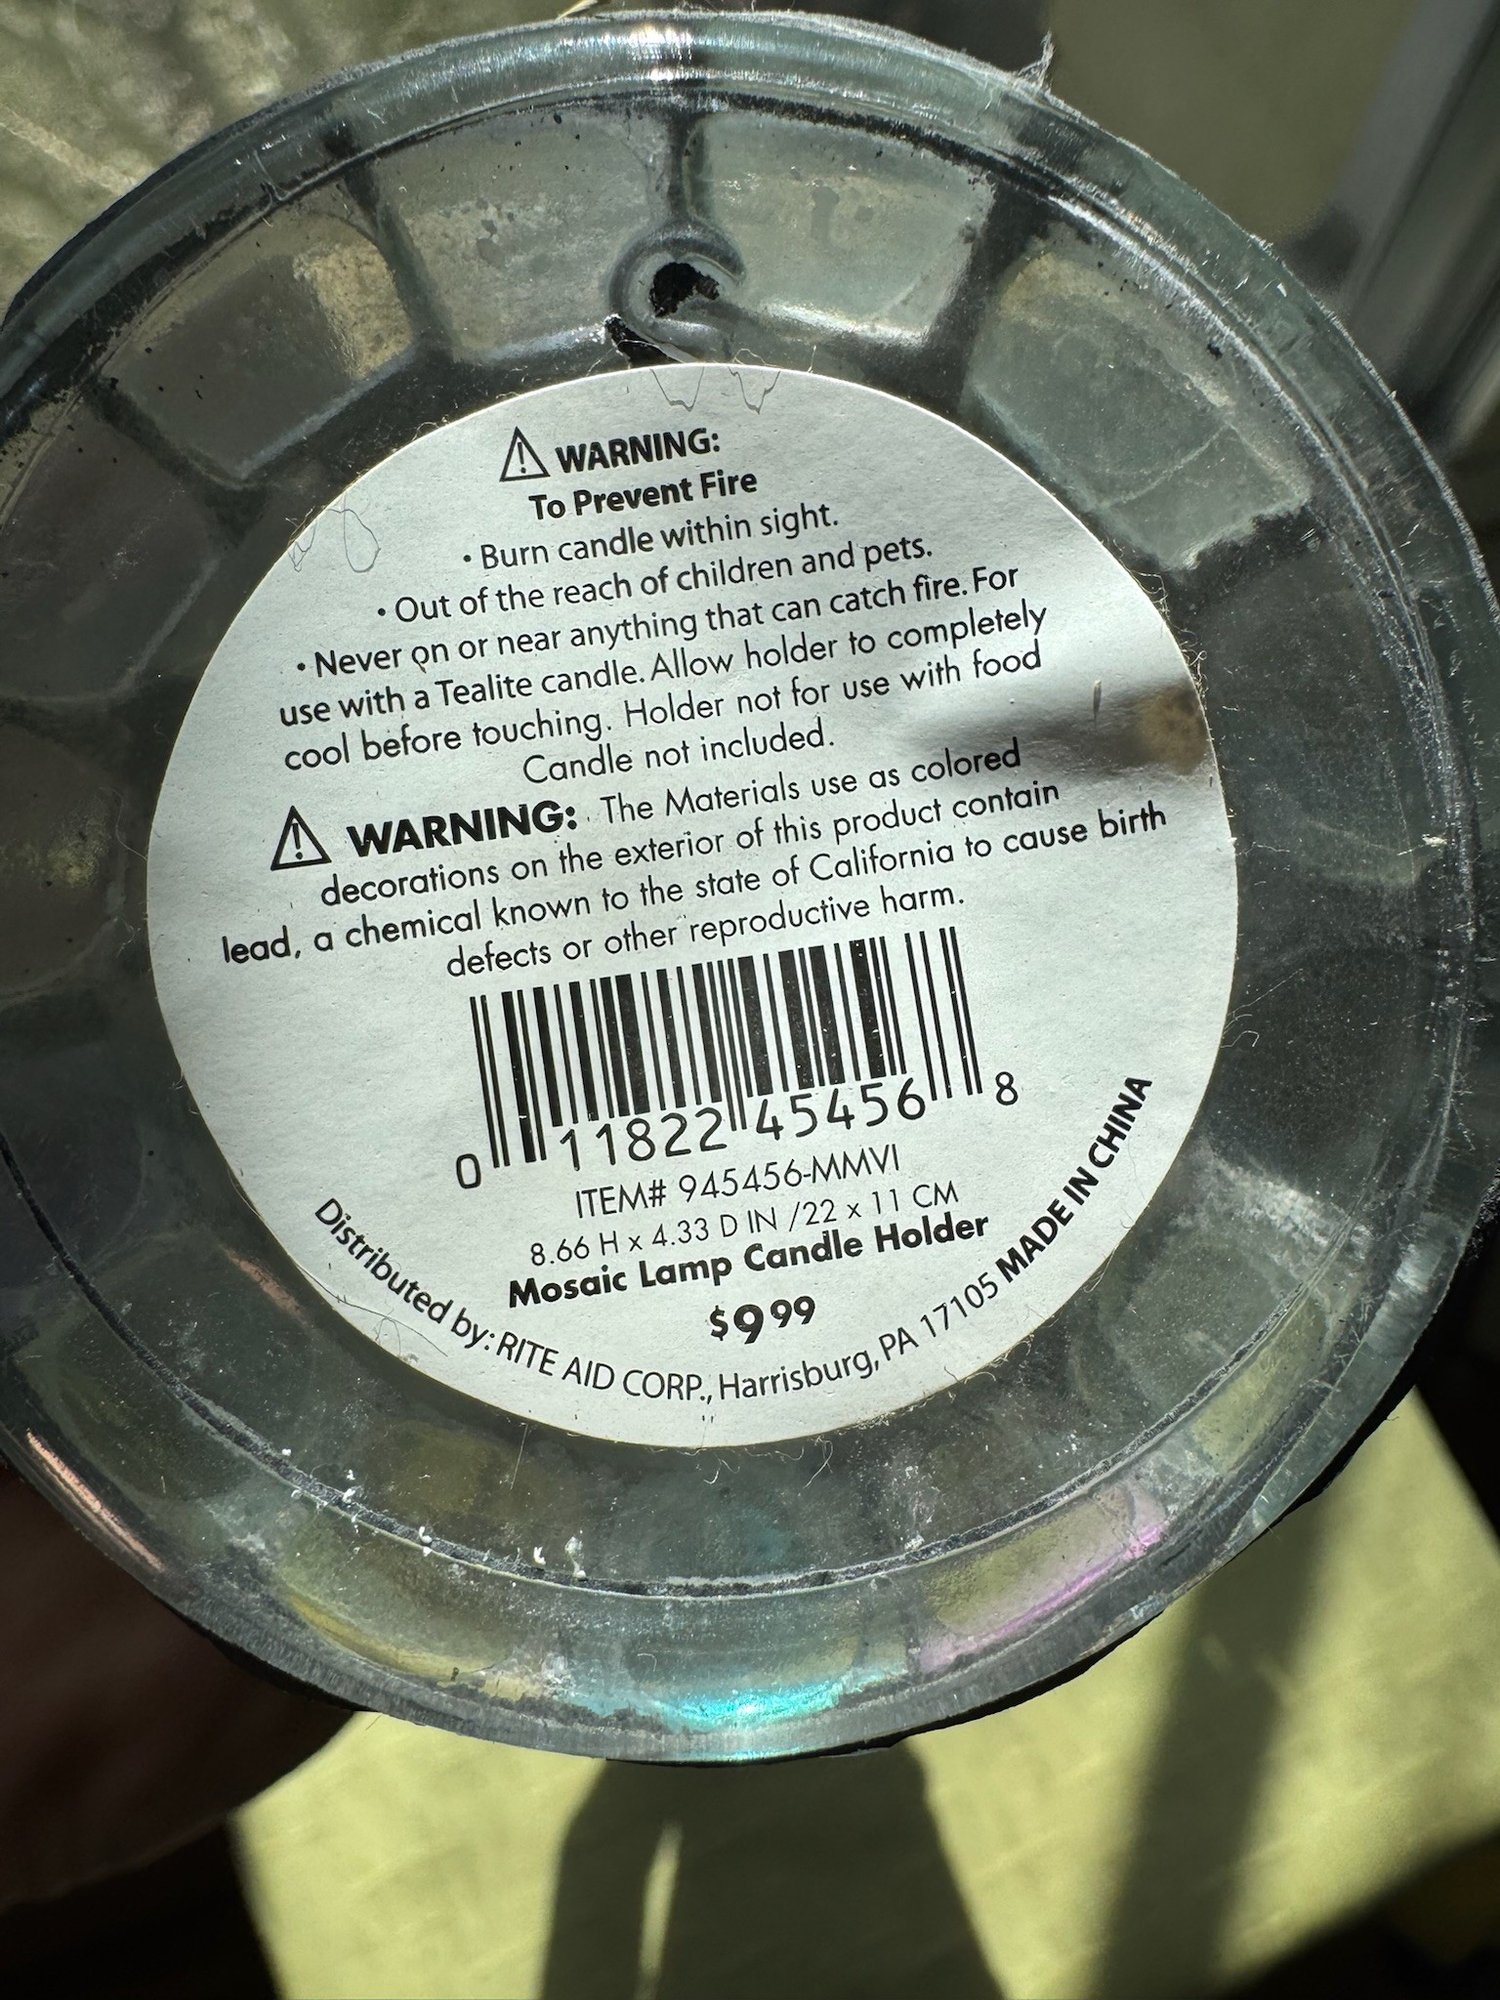 ⚠ WARNING:
To Prevent Fire
• Burn candle within sight.
• Out of the reach of children and pets.
• Never on or near anything that can catch fire. For
use with a Tealite candle. Allow holder to completely
cool before touching. Holder not for use with food
Candle not included.
⚠ WARNING: The Materials use as colored
decorations on the exterior of this product contain
lead, a chemical known to the state of California to cause birth
defects or other reproductive harm.
0 11822 45456 8
ITEM# 945456-MMVI
8.66 H x 4.33 D IN /22 x 11 CM
Mosaic Lamp Candle Holder
$9.99
Distributed by: RITE AID CORP., Harrisburg, PA 17105 MADE IN CHINA